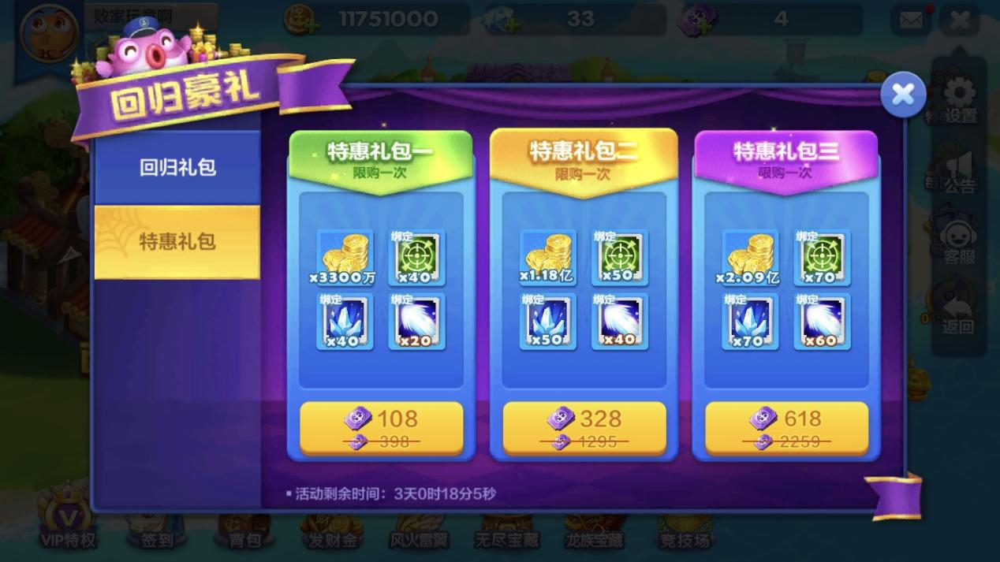 败家玩意啊
11751000
33
4
回归豪礼
回归礼包
特惠礼包
特惠礼包一
限购一次
x3300万
绑定
x40
绑定
x40
绑定
x20
108
398
特惠礼包二
限购一次
x1.18亿
绑定
x50
绑定
x50
绑定
x40
328
1295
特惠礼包三
限购一次
x2.09亿
绑定
x70
绑定
x70
绑定
x60
618
2259
▪活动剩余时间：3天0时18分5秒
设置
公告
客服
返回
VIP特权
签到
背包
发财金
风火雷翼
无尽宝藏
龙族宝藏
竞技场